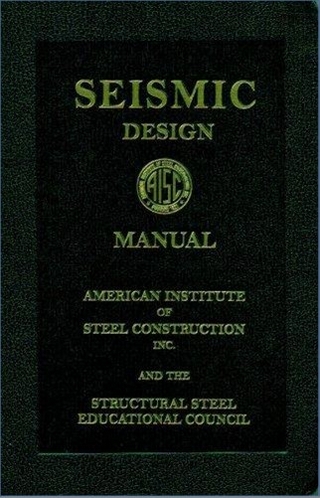 SEISMIC
DESIGN
AISC
MANUAL
AMERICAN INSTITUTE
OF
STEEL CONSTRUCTION
INC.
AND THE
STRUCTURAL STEEL
EDUCATIONAL COUNCIL